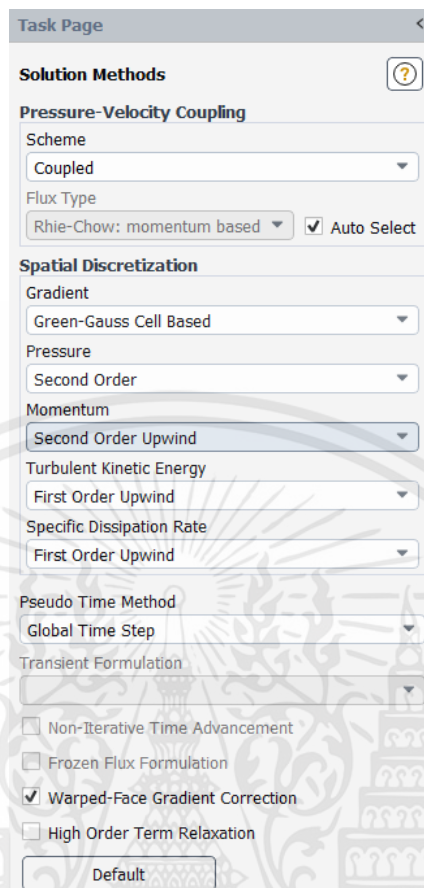 Task Page <
Solution Methods ?
Pressure-Velocity Coupling
Scheme
Coupled
Flux Type
Rhie-Chow: momentum based Auto Select
Spatial Discretization
Gradient
Green-Gauss Cell Based
Pressure
Second Order
Momentum
Second Order Upwind
Turbulent Kinetic Energy
First Order Upwind
Specific Dissipation Rate
First Order Upwind
Pseudo Time Method
Global Time Step
Transient Formulation
Non-Iterative Time Advancement
Frozen Flux Formulation
Warped-Face Gradient Correction
High Order Term Relaxation
Default